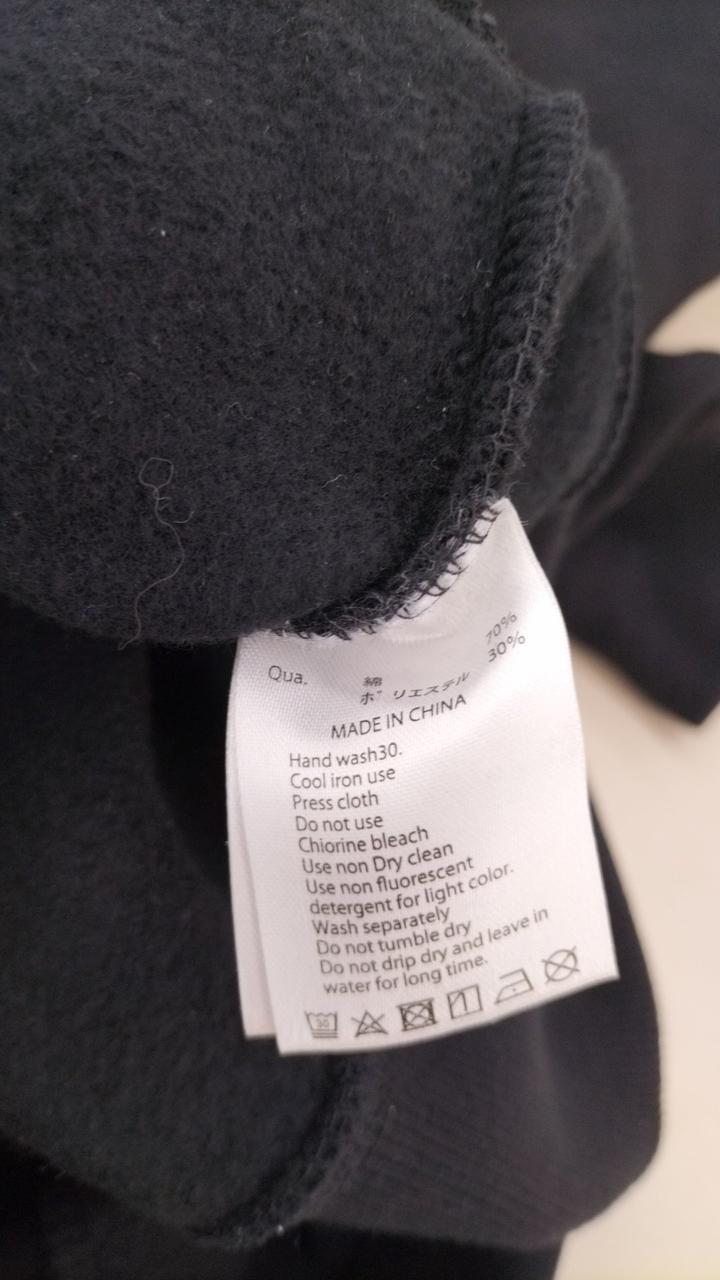 Qua. 綿 70%
ポリエステル 30%
MADE IN CHINA
Hand wash30.
Cool iron use
Press cloth
Do not use
Chiorine bleach
Use non Dry clean
Use non fluorescent
detergent for light color.
Wash separately
Do not tumble dry
Do not drip dry and leave in
water for long time.
30